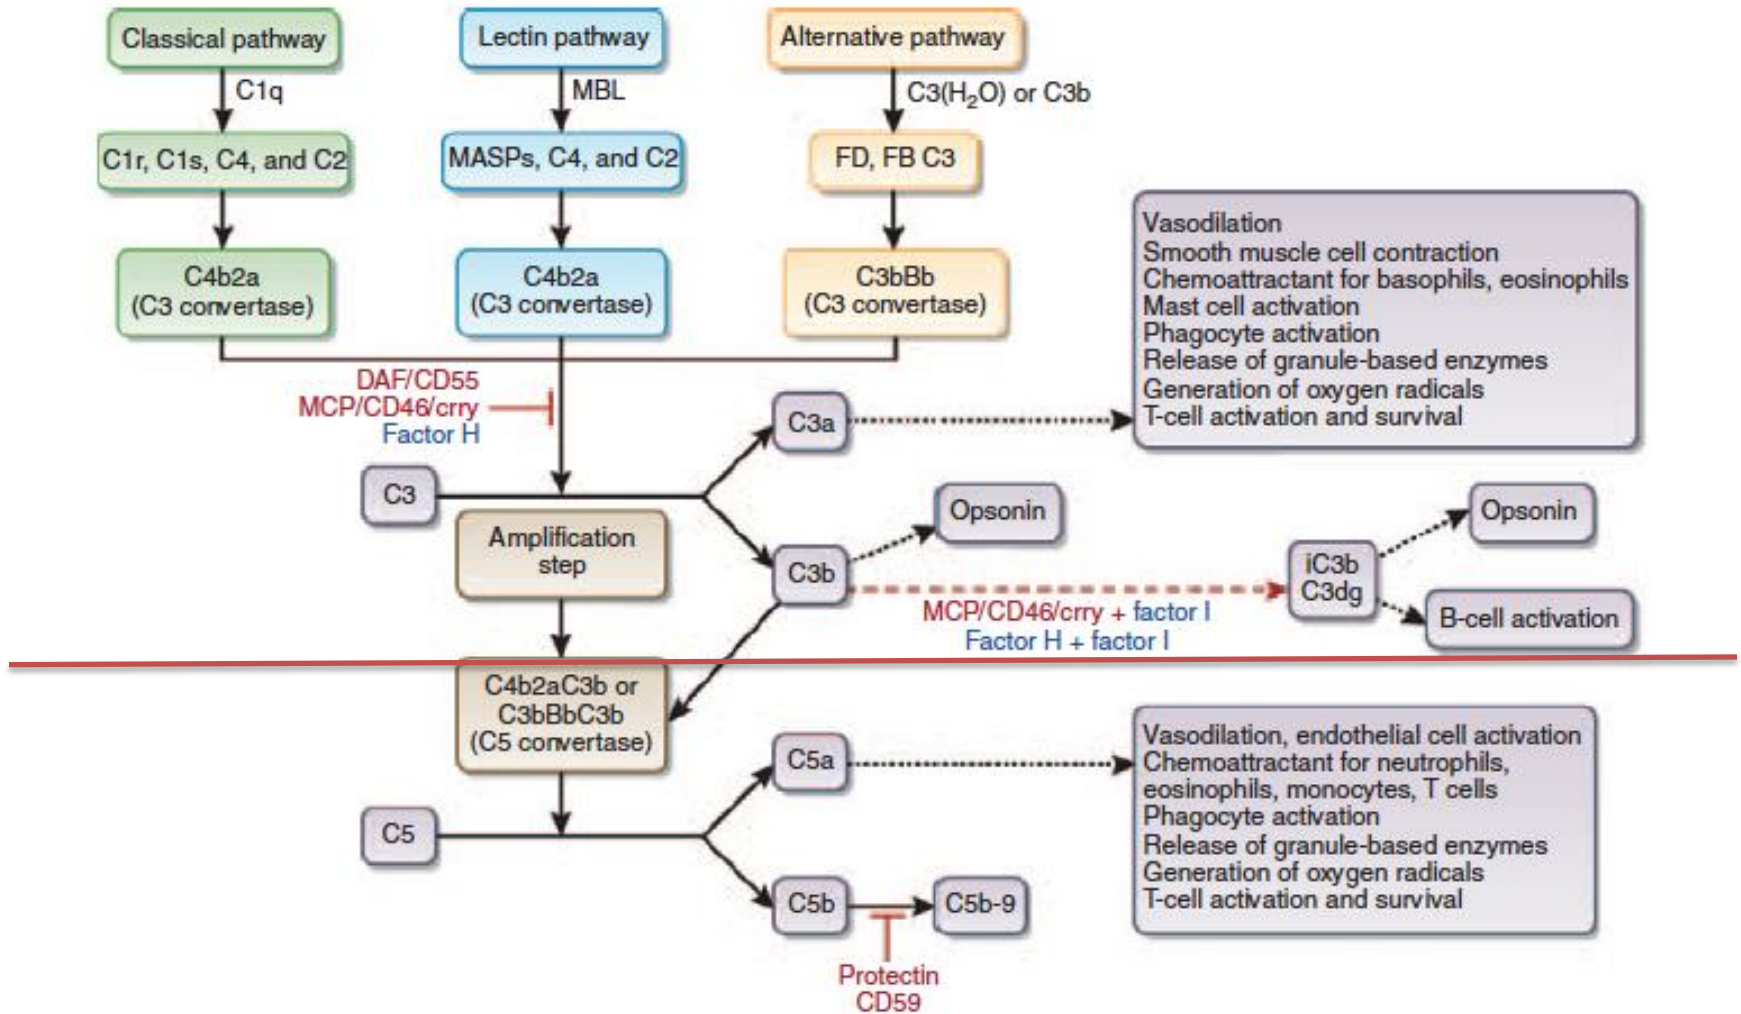 Classical pathway
Lectin pathway
Alternative pathway
C1q
MBL
C3(H₂O) or C3b
C1r, C1s, C4, and C2
MASPs, C4, and C2
FD, FB C3
C4b2a
(C3 convertase)
C4b2a
(C3 convertase)
C3bBb
(C3 convertase)
Vasodilation
Smooth muscle cell contraction
Chemoattractant for basophils, eosinophils
Mast cell activation
Phagocyte activation
Release of granule-based enzymes
Generation of oxygen radicals
T-cell activation and survival
DAF/CD55
MCP/CD46/crry
Factor H
C3a
C3
Amplification
step
C3b
Opsonin
MCP/CD46/crry + factor I
Factor H + factor I
iC3b
C3dg
Opsonin
B-cell activation
C4b2aC3b or
C3bBbC3b
(C5 convertase)
C5a
Vasodilation, endothelial cell activation
Chemoattractant for neutrophils,
eosinophils, monocytes, T cells
Phagocyte activation
Release of granule-based enzymes
Generation of oxygen radicals
T-cell activation and survival
C5
C5b
C5b-9
Protectin
CD59